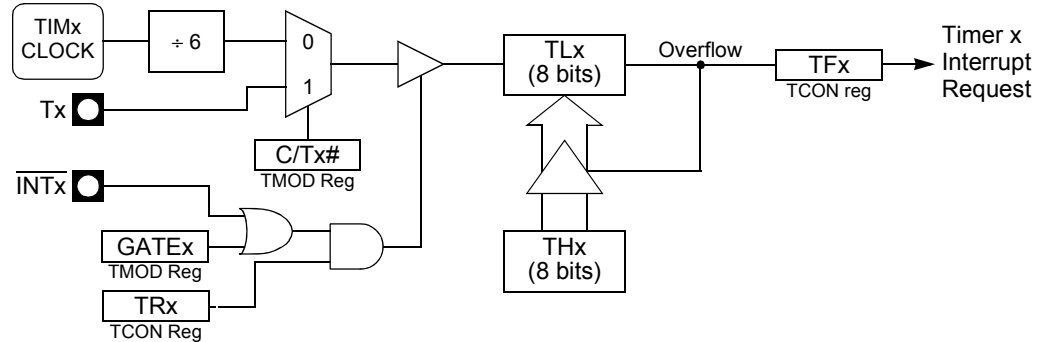 TIMx
CLOCK
÷ 6
0
1
Tx
C/Tx#
TMOD Reg
INTx
GATEx
TMOD Reg
TRx
TCON Reg
TLx
(8 bits)
Overflow
TFx
TCON reg
Timer x
Interrupt
Request
THx
(8 bits)